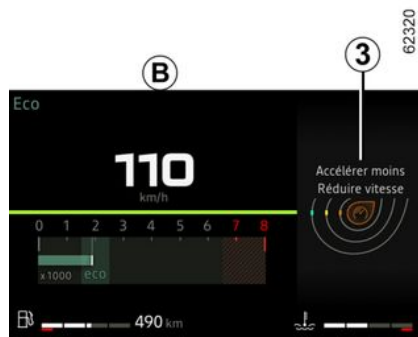 62320
B
3
Eco
110
km/h
Accélérer moins
Réduire vitesse
0 1 2 3 4 5 6 7 8
x 1000 eco
490 km